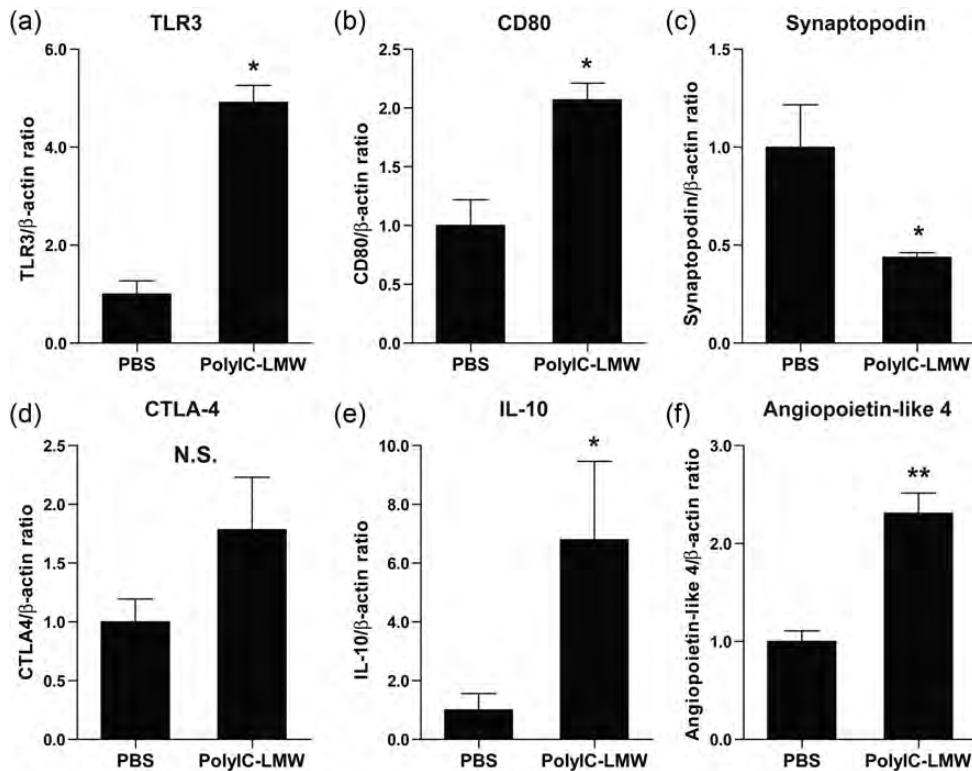 (a)
TLR3
TLR3/β-actin ratio
6.0
4.0
2.0
0.0
*
PBS
PolyIC-LMW
(b)
CD80
CD80/β-actin ratio
2.5
2.0
1.5
1.0
0.5
0.0
*
PBS
PolyIC-LMW
(c)
Synaptopodin
Synaptopodin/β-actin ratio
1.5
1.0
0.5
0.0
*
PBS
PolyIC-LMW
(d)
CTLA-4
N.S.
CTLA4/β-actin ratio
2.5
2.0
1.5
1.0
0.5
0.0
PBS
PolyIC-LMW
(e)
IL-10
IL-10/β-actin ratio
10.0
8.0
6.0
4.0
2.0
0.0
*
PBS
PolyIC-LMW
(f)
Angiopoietin-like 4
Angiopoietin-like 4/β-actin ratio
3.0
2.0
1.0
0.0
**
PBS
PolyIC-LMW